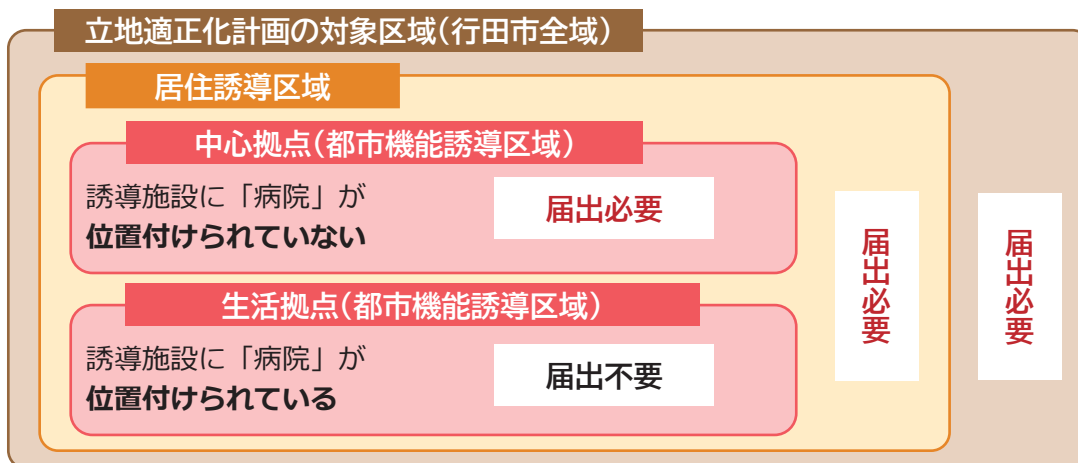 立地適正化計画の対象区域(行田市全域)
居住誘導区域
中心拠点(都市機能誘導区域)
誘導施設に「病院」が
位置付けられていない
届出必要
生活拠点(都市機能誘導区域)
誘導施設に「病院」が
位置付けられている
届出不要
届出必要
届出必要